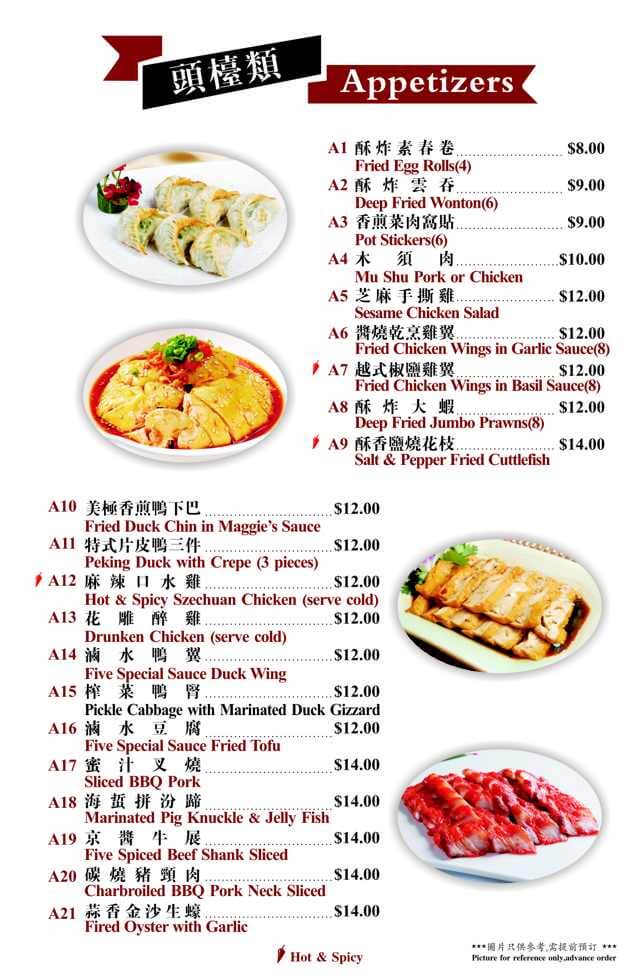 頭檯類
Appetizers
A1 酥炸素春卷 $8.00
Fried Egg Rolls(4)
A2 酥炸雲吞 $9.00
Deep Fried Wonton(6)
A3 香煎菜肉窩貼 $9.00
Pot Stickers(6)
A4 木須肉 $10.00
Mu Shu Pork or Chicken
A5 芝麻手撕雞 $12.00
Sesame Chicken Salad
A6 醬燒乾烹雞翼 $12.00
Fried Chicken Wings in Garlic Sauce(8)
A7 越式椒鹽雞翼 $12.00
Fried Chicken Wings in Basil Sauce(8)
A8 酥炸大蝦 $12.00
Deep Fried Jumbo Prawns(8)
A9 酥香鹽燒花枝 $14.00
Salt & Pepper Fried Cuttlefish
A10 美極香煎鴨下巴 $12.00
Fried Duck Chin in Maggie's Sauce
A11 特式片皮鴨三件 $12.00
Peking Duck with Crepe (3 pieces)
A12 麻辣口水雞 $12.00
Hot & Spicy Szechuan Chicken (serve cold)
A13 花雕醉雞 $12.00
Drunken Chicken (serve cold)
A14 滷水鴨翼 $12.00
Five Special Sauce Duck Wing
A15 榨菜鴨腎 $12.00
Pickle Cabbage with Marinated Duck Gizzard
A16 滷水豆腐 $12.00
Five Special Sauce Fried Tofu
A17 蜜汁叉燒 $14.00
Sliced BBQ Pork
A18 海蜇拼汾蹄 $14.00
Marinated Pig Knuckle & Jelly Fish
A19 京醬牛展 $14.00
Five Spiced Beef Shank Sliced
A20 碳燒豬頸肉 $14.00
Charbroiled BBQ Pork Neck Sliced
A21 蒜香金沙生蠔 $14.00
Fired Oyster with Garlic
Hot & Spicy
***圖片只供參考,需提前預訂 ***
Picture for reference only,advance order